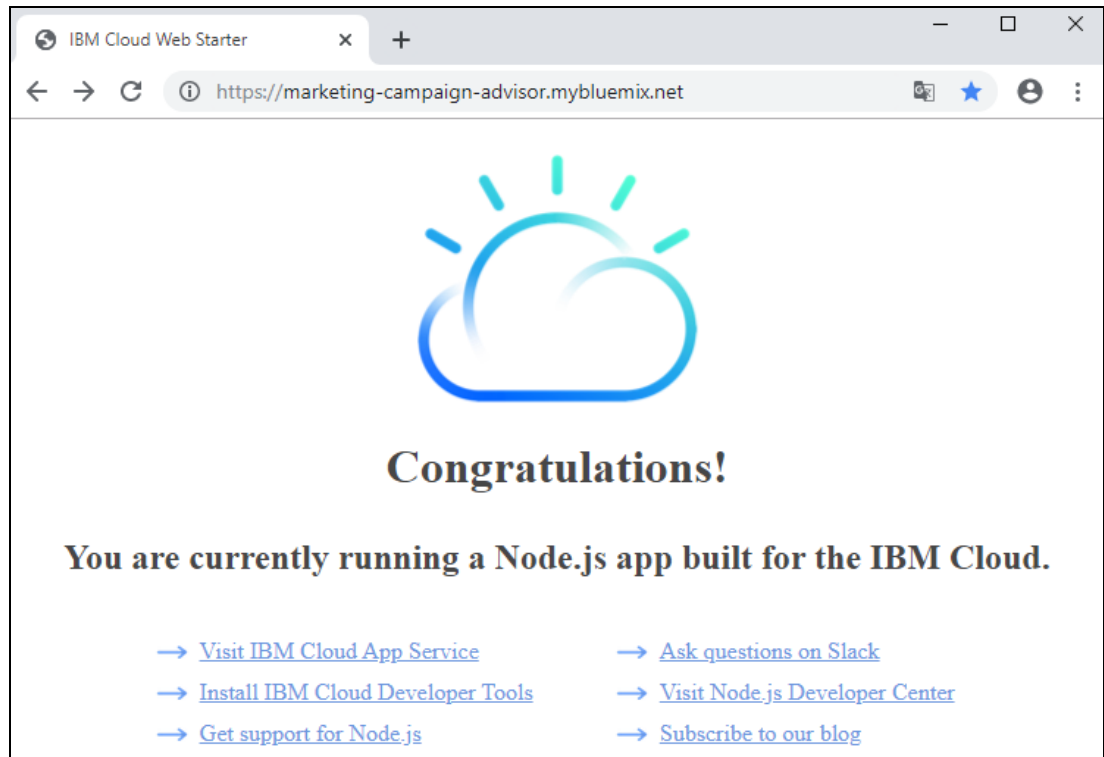 IBM Cloud Web Starter
https://marketing-campaign-advisor.mybluemix.net
Congratulations!
You are currently running a Node.js app built for the IBM Cloud.
Visit IBM Cloud App Service
Ask questions on Slack
Install IBM Cloud Developer Tools
Visit Node.js Developer Center
Get support for Node.js
Subscribe to our blog